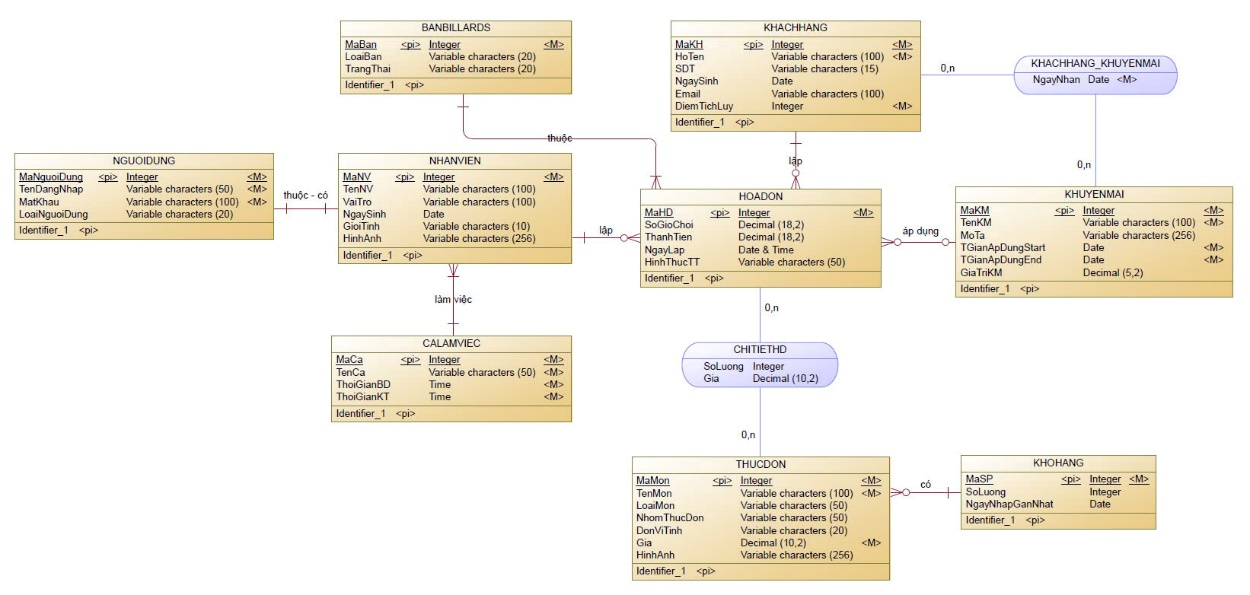 BANBILLARDS
MaBan <pi> Integer <M>
LoaiBan Variable characters (20)
TrangThai Variable characters (20)
Identifier_1 <pi>
KHACHHANG
MaKH <pi> Integer <M>
HoTen Variable characters (100) <M>
SDT Variable characters (15)
NgaySinh Date
Email Variable characters (100)
DiemTichLuy Integer <M>
Identifier_1 <pi>
0,n
KHACHHANG_KHUYENMAI
NgayNhan Date <M>
0,n
thuộc
lập
NGUOIDUNG
MaNguoiDung <pi> Integer <M>
TenDangNhap Variable characters (50) <M>
MatKhau Variable characters (100) <M>
LoaiNguoiDung Variable characters (20)
Identifier_1 <pi>
thuộc - có
NHANVIEN
MaNV <pi> Integer <M>
TenNV Variable characters (100)
VaiTro Variable characters (100)
NgaySinh Date
GioiTinh Variable characters (10)
HinhAnh Variable characters (256)
Identifier_1 <pi>
lập
HOADON
MaHD <pi> Integer <M>
SoGioChoi Decimal (18,2)
ThanhTien Decimal (18,2)
NgayLap Date & Time
HinhThucTT Variable characters (50)
Identifier_1 <pi>
áp dụng
KHUYENMAI
MaKM <pi> Integer <M>
TenKM Variable characters (100) <M>
MoTa Variable characters (256)
TGianApDungStart Date <M>
TGianApDungEnd Date <M>
GiaTriKM Decimal (5,2)
Identifier_1 <pi>
làm việc
0,n
CALAMVIEC
MaCa <pi> Integer <M>
TenCa Variable characters (50) <M>
ThoiGianBD Time <M>
ThoiGianKT Time <M>
Identifier_1 <pi>
CHITIETHD
SoLuong Integer
Gia Decimal (10,2)
0,n
THUCDON
MaMon <pi> Integer <M>
TenMon Variable characters (100) <M>
LoaiMon Variable characters (50)
NhomThucDon Variable characters (50)
DonViTinh Variable characters (20)
Gia Decimal (10,2) <M>
HinhAnh Variable characters (256)
Identifier_1 <pi>
có
KHOHANG
MaSP <pi> Integer <M>
SoLuong Integer
NgayNhapGanNhat Date
Identifier_1 <pi>